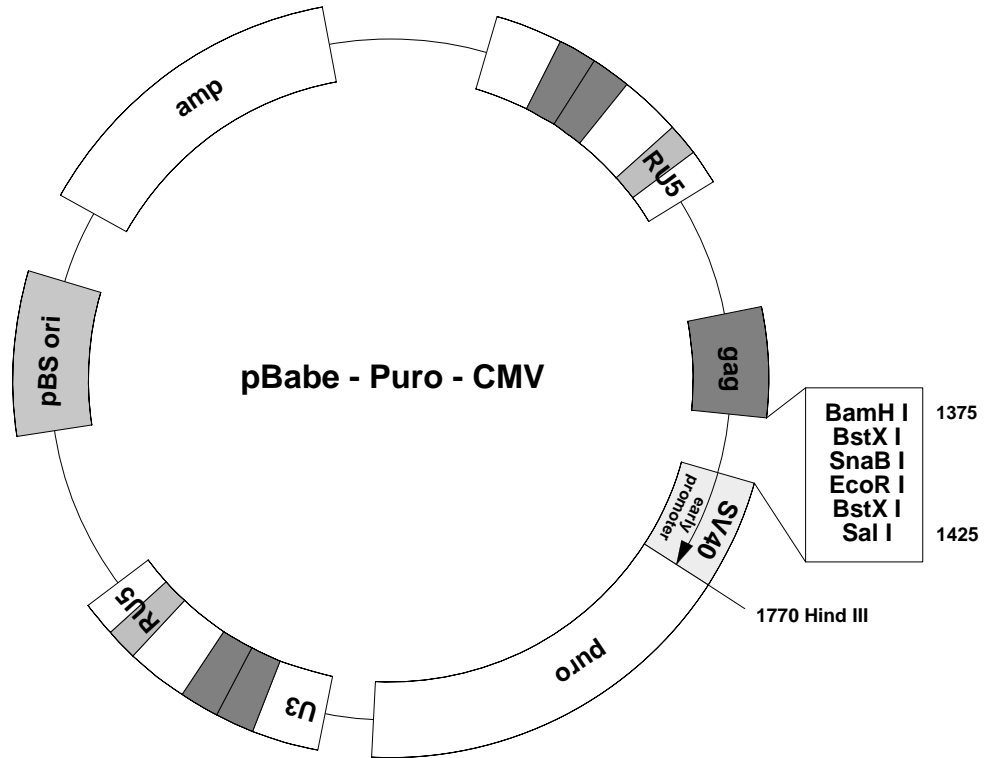 amp
RU5
pBS ori
gag
pBabe - Puro - CMV
BamH I 1375
BstX I
SnaB I
EcoR I
BstX I
Sal I 1425
SV40
early
promoter
1770 Hind III
puro
RU5
U3